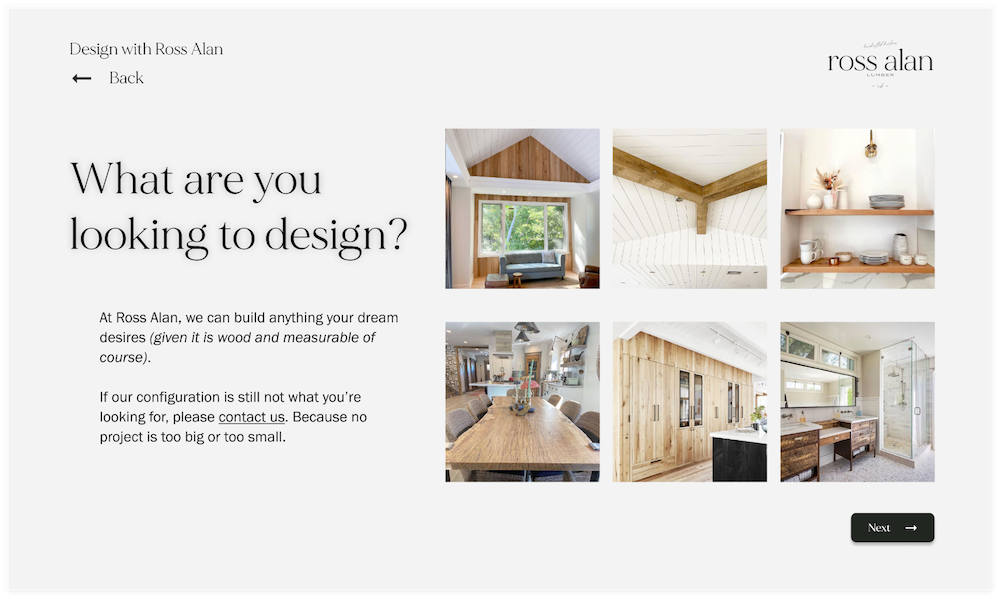 Design with Ross Alan
Back
ross alan
LUMBER
What are you
looking to design?
At Ross Alan, we can build anything your dream
desires (given it is wood and measurable of
course).
If our configuration is still not what you’re
looking for, please contact us. Because no
project is too big or too small.
Next